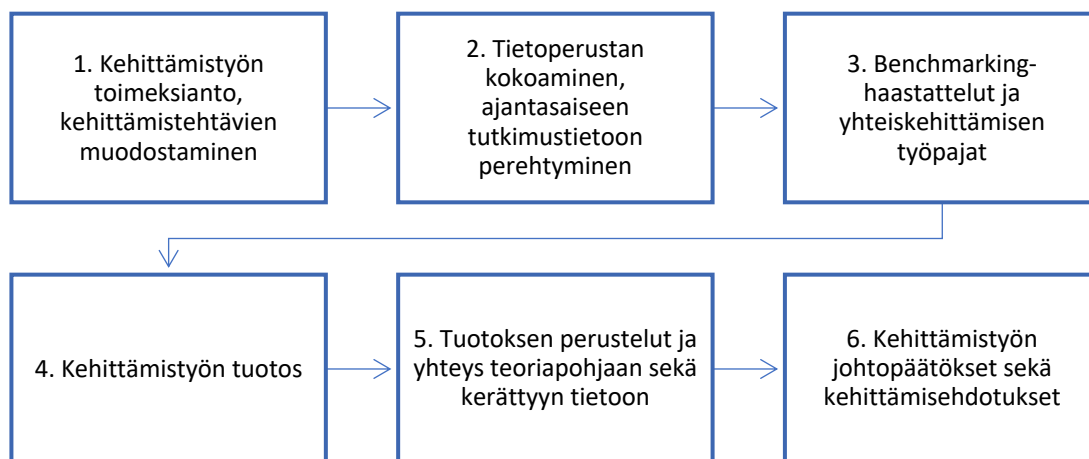 1. Kehittämistyön
toimeksianto,
kehittämistehtävien
muodostaminen
2. Tietoperustan
kokoaminen,
ajantasaiseen
tutkimustietoon
perehtyminen
3. Benchmarking-
haastattelut ja
yhteiskehittämisen
työpajat
4. Kehittämistyön tuotos
5. Tuotoksen perustelut ja
yhteys teoriapohjaan sekä
kerättyyn tietoon
6. Kehittämistyön
johtopäätökset sekä
kehittämisehdotukset